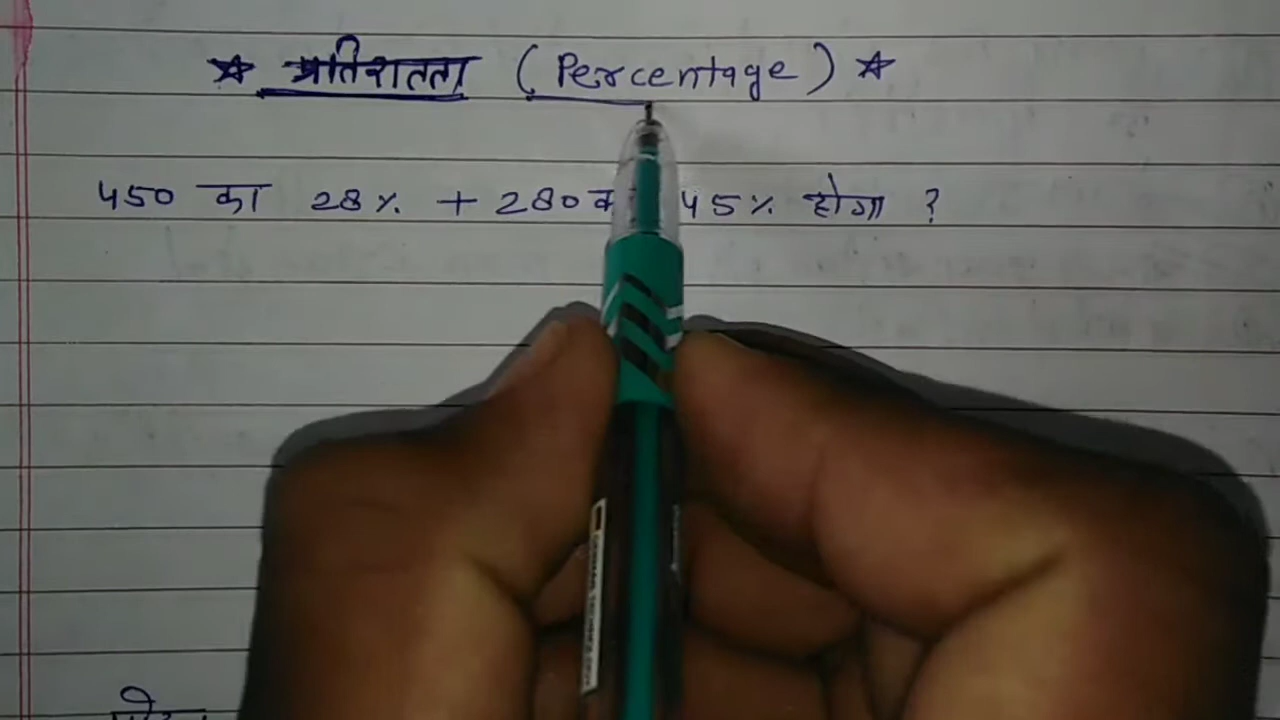 ★ प्रतिशतता (Percentage) ★
450 का 28% + 280 45% होगा ?